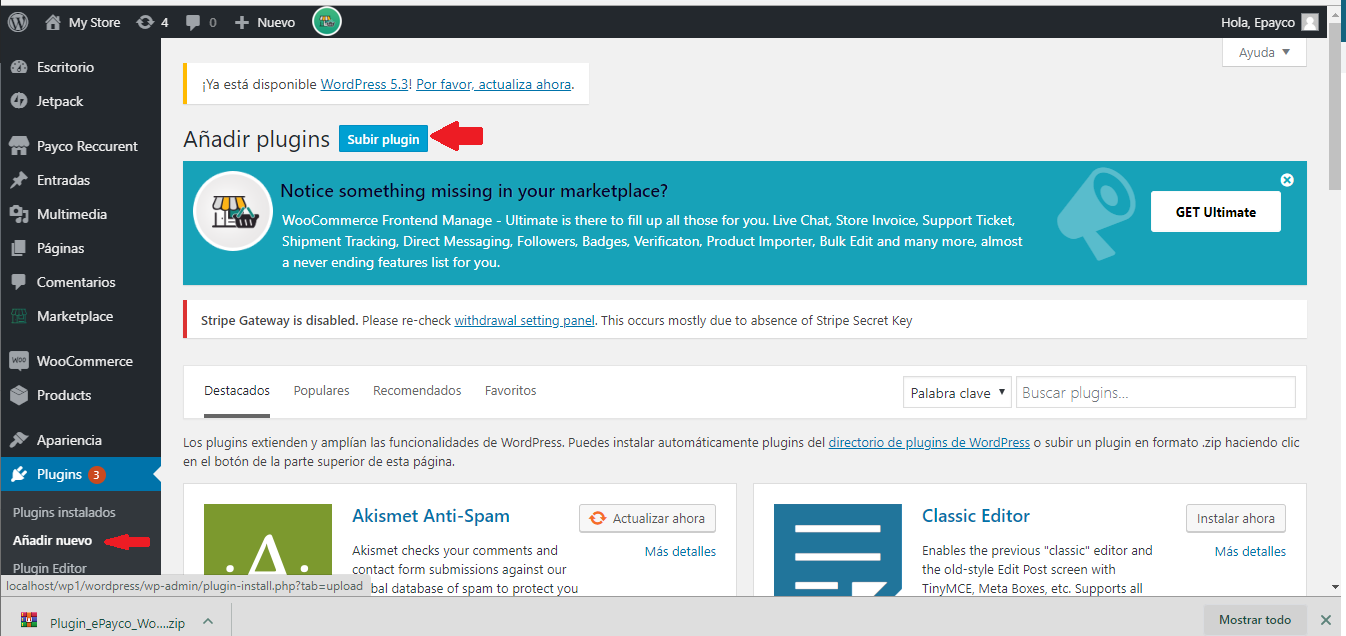 My Store 4 0 Nuevo
Hola, Epayco
Ayuda
Escritorio
Jetpack
Payco Reccurent
Entradas
Multimedia
Páginas
Comentarios
Marketplace
WooCommerce
Products
Apariencia
Plugins 3
Plugins instalados
Añadir nuevo
Plugin Editor
¡Ya está disponible WordPress 5.3! Por favor, actualiza ahora.
Añadir plugins Subir plugin
Notice something missing in your marketplace?
WooCommerce Frontend Manage - Ultimate is there to fill up all those for you. Live Chat, Store Invoice, Support Ticket,
Shipment Tracking, Direct Messaging, Followers, Badges, Verificaton, Product Importer, Bulk Edit and many more, almost
a never ending features list for you.
GET Ultimate
Stripe Gateway is disabled. Please re-check withdrawal setting panel. This occurs mostly due to absence of Stripe Secret Key
Destacados Populares Recomendados Favoritos
Palabra clave Buscar plugins...
Los plugins extienden y amplían las funcionalidades de WordPress. Puedes instalar automáticamente plugins del directorio de plugins de WordPress o subir un plugin en formato .zip haciendo clic
en el botón de la parte superior de esta página.
Akismet Anti-Spam
Actualizar ahora
Más detalles
Akismet checks your comments and
contact form submissions against our
bal database of spam to protect you
Classic Editor
Instalar ahora
Más detalles
Enables the previous "classic" editor and
the old-style Edit Post screen with
TinyMCE, Meta Boxes, etc. Supports all
localhost/wp1/wordpress/wp-admin/plugin-install.php?tab=upload
Plugin_ePayco_Wo....zip
Mostrar todo